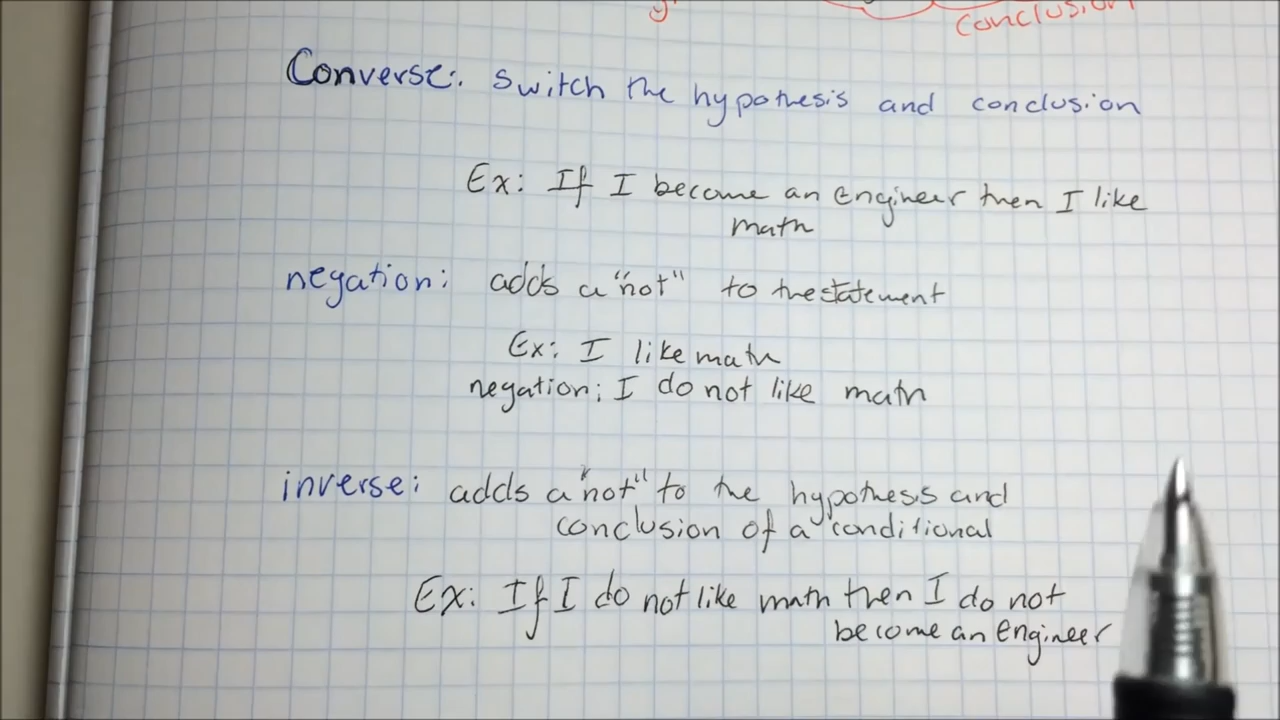 conclusion
Converse: Switch the hypothesis and conclusion
Ex: If I become an engineer then I like
math
negation: adds a "not" to the statement
Ex: I like math
negation: I do not like math
inverse: adds a "not" to the hypothesis and
conclusion of a conditional
Ex: If I do not like math then I do not
become an engineer